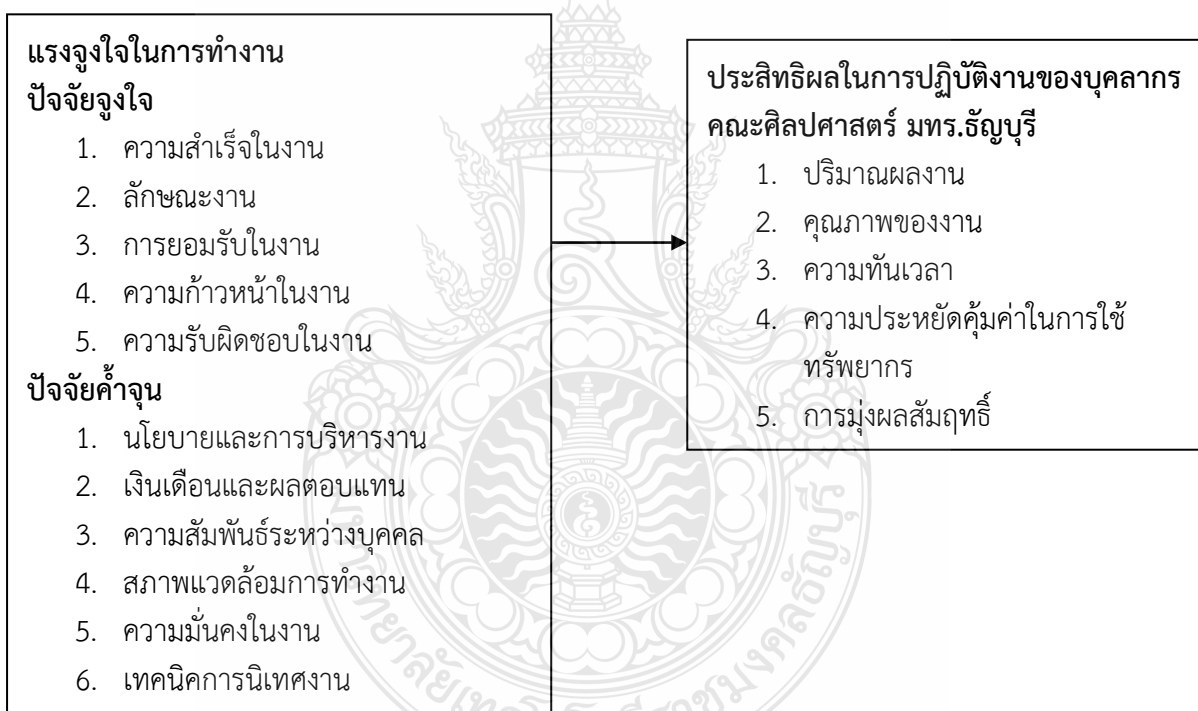 แรงจูงใจในการทำงาน
ปัจจัยจูงใจ
1. ความสำเร็จในงาน
2. ลักษณะงาน
3. การยอมรับในงาน
4. ความก้าวหน้าในงาน
5. ความรับผิดชอบในงาน
ปัจจัยค้ำจุน
1. นโยบายและการบริหารงาน
2. เงินเดือนและผลตอบแทน
3. ความสัมพันธ์ระหว่างบุคคล
4. สภาพแวดล้อมการทำงาน
5. ความมั่นคงในงาน
6. เทคนิคการนิเทศงาน
ประสิทธิผลในการปฏิบัติงานของบุคลากร
คณะศิลปศาสตร์ มทร.ธัญบุรี
1. ปริมาณผลงาน
2. คุณภาพของงาน
3. ความทันเวลา
4. ความประหยัดคุ้มค่าในการใช้
ทรัพยากร
5. การมุ่งผลสัมฤทธิ์